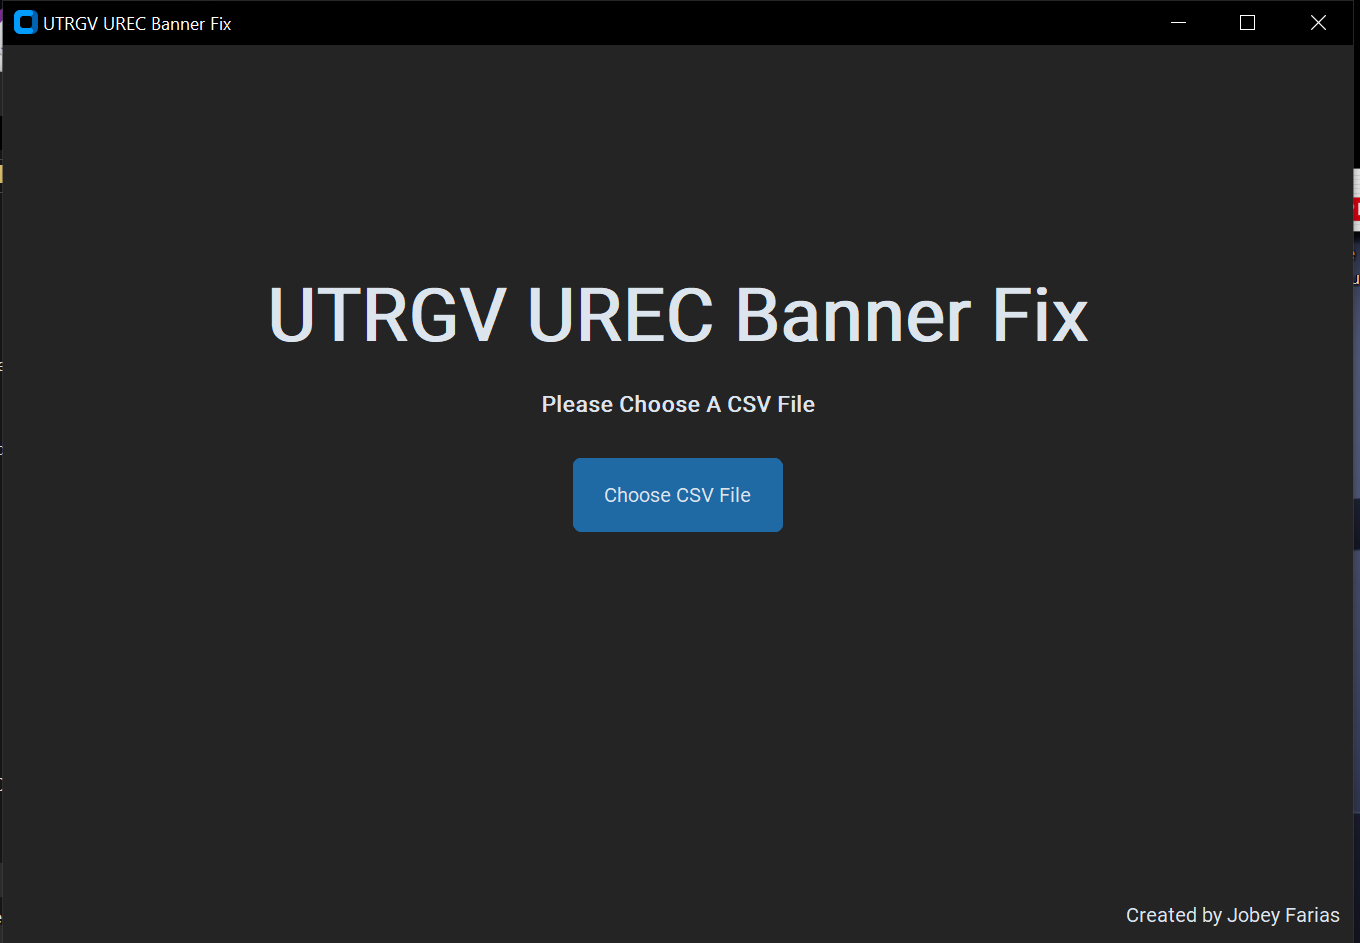 UTRGV UREC Banner Fix
UTRGV UREC Banner Fix
Please Choose A CSV File
Choose CSV File
Created by Jobey Farias